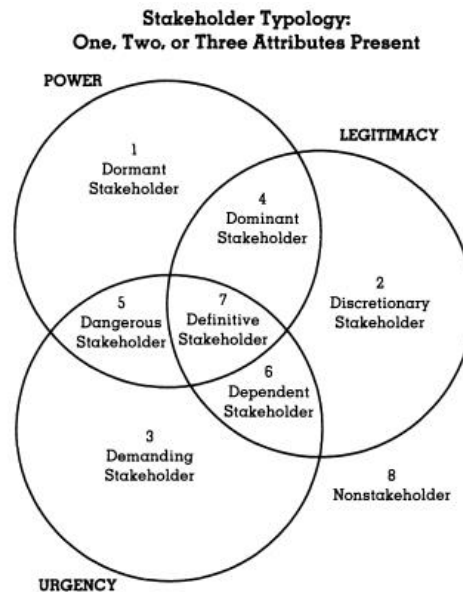 Stakeholder Typology:
One, Two, or Three Attributes Present
POWER
LEGITIMACY
1
Dormant
Stakeholder
4
Dominant
Stakeholder
2
Discretionary
Stakeholder
5
Dangerous
Stakeholder
7
Definitive
Stakeholder
6
Dependent
Stakeholder
3
Demanding
Stakeholder
8
Nonstakeholder
URGENCY